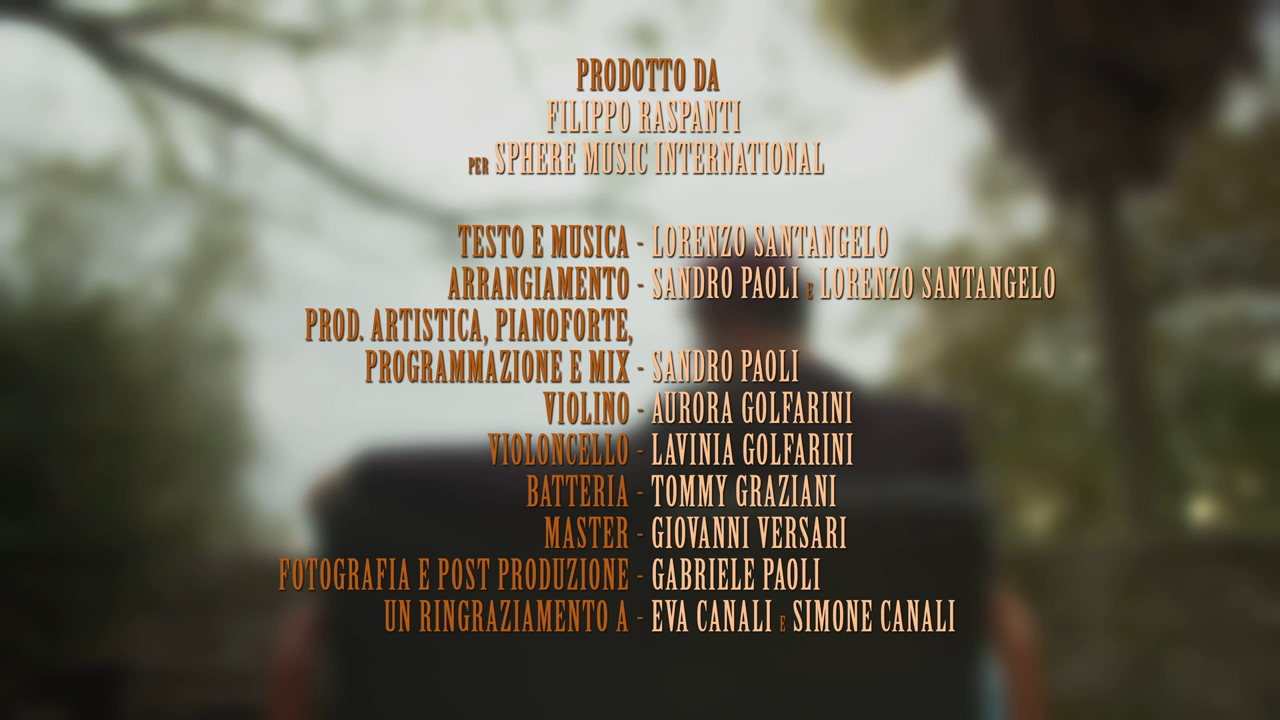 PRODOTTO DA
FILIPPO RASPANTI
PER SPHERE MUSIC INTERNATIONAL
TESTO E MUSICA - LORENZO SANTANGELO
ARRANGIAMENTO - SANDRO PAOLI E LORENZO SANTANGELO
PROD. ARTISTICA, PIANOFORTE,
PROGRAMMAZIONE E MIX - SANDRO PAOLI
VIOLINO - AURORA GOLFARINI
VIOLONCELLO - LAVINIA GOLFARINI
BATTERIA - TOMMY GRAZIANI
MASTER - GIOVANNI VERSARI
FOTOGRAFIA E POST PRODUZIONE - GABRIELE PAOLI
UN RINGRAZIAMENTO A - EVA CANALI E SIMONE CANALI